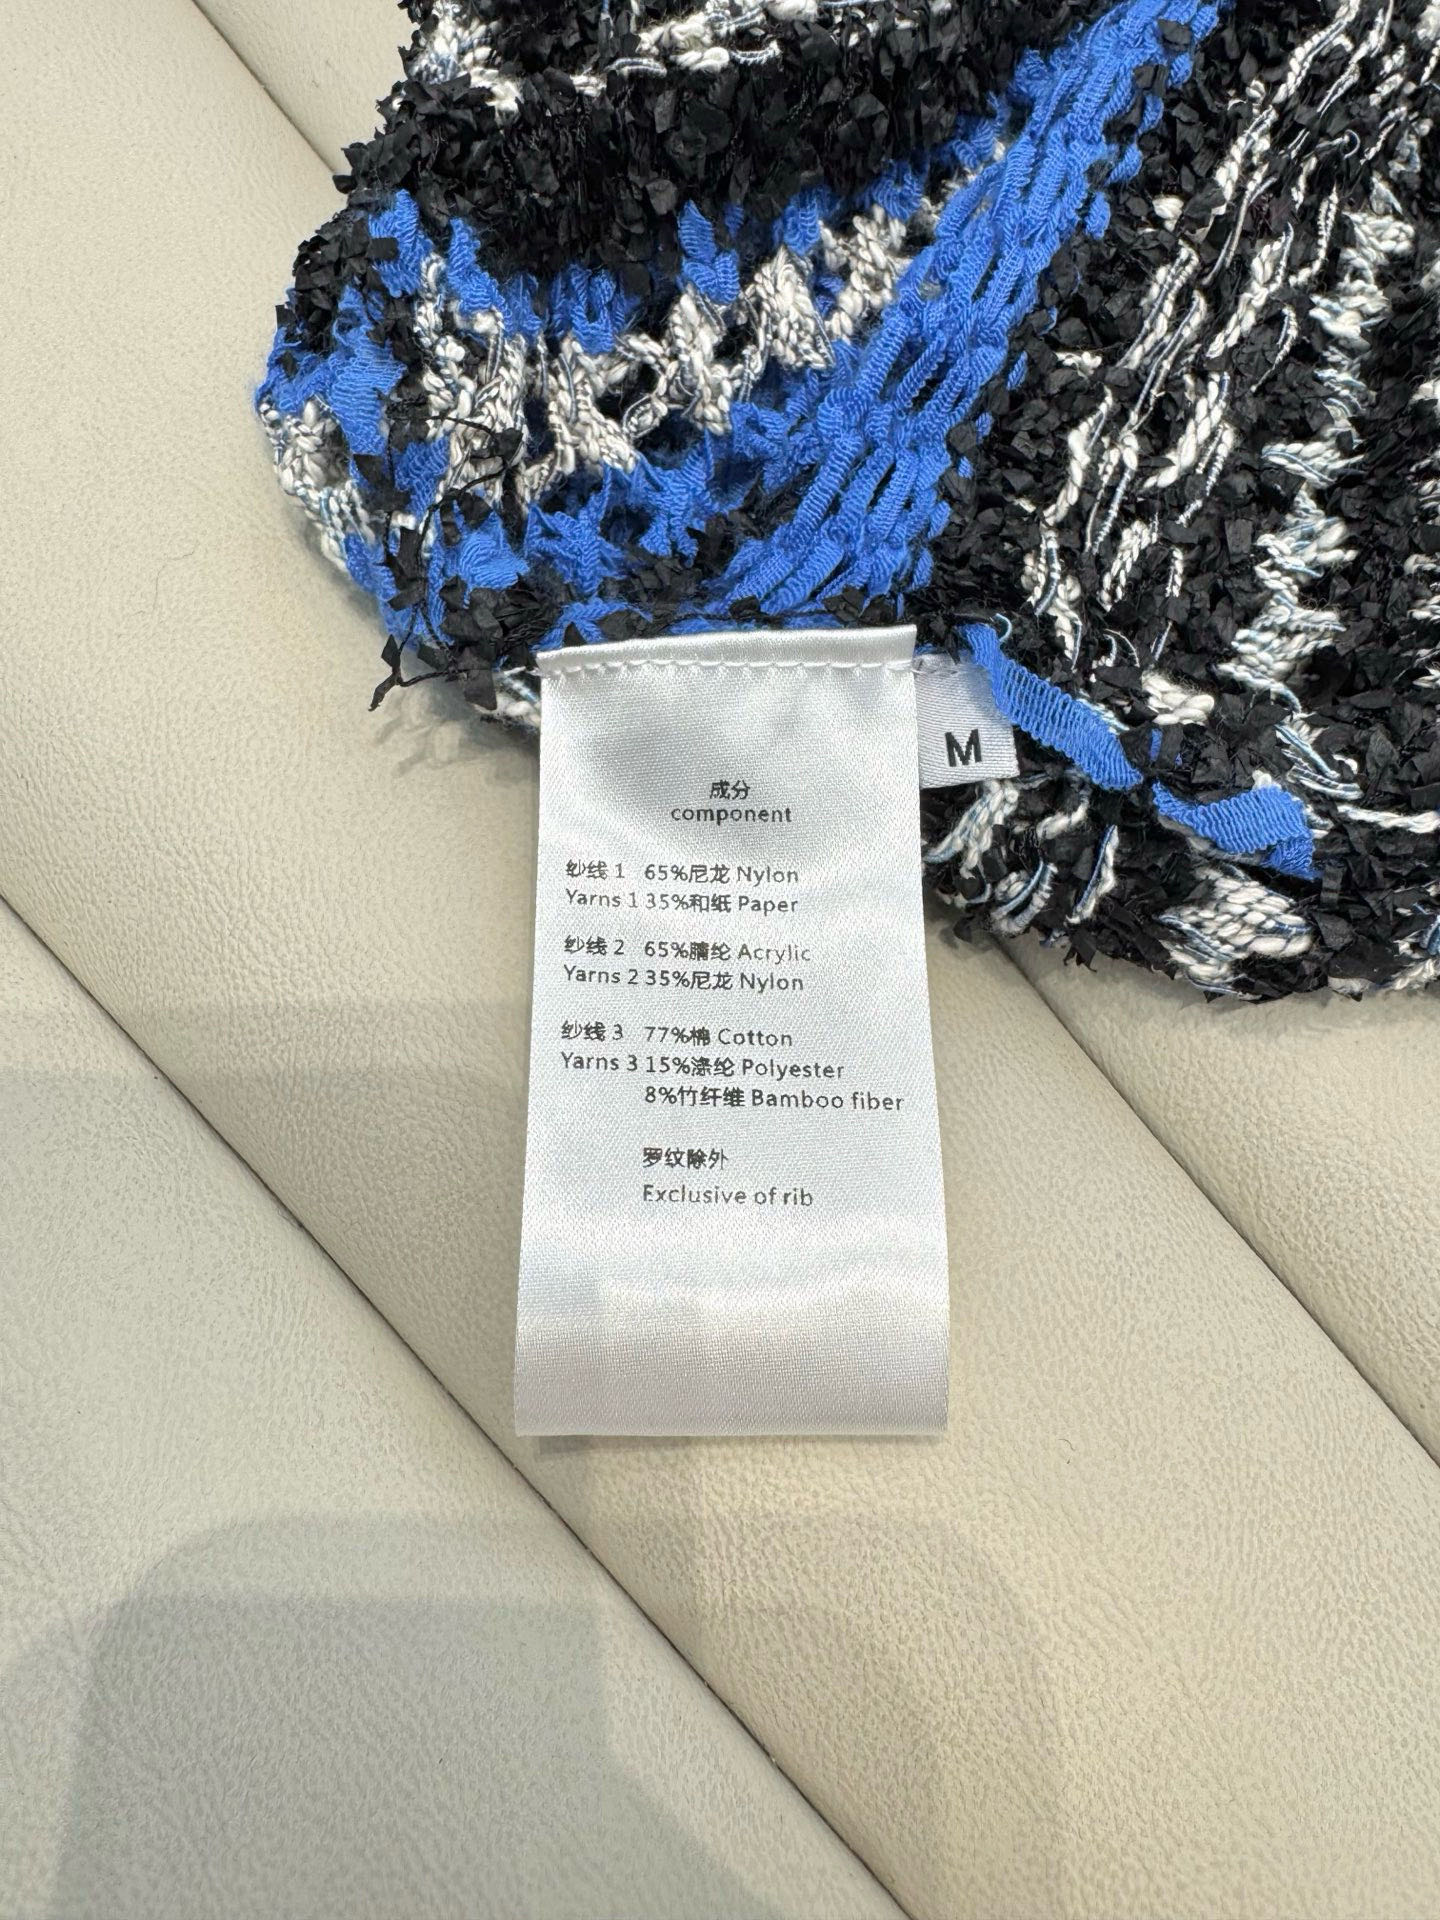 M
成分
component
纱线 1 65%尼龙 Nylon
Yarns 1 35%和纸 Paper
纱线 2 65%腈纶 Acrylic
Yarns 2 35%尼龙 Nylon
纱线 3 77%棉 Cotton
Yarns 3 15%涤纶 Polyester
8%竹纤维 Bamboo fiber
罗纹除外
Exclusive of rib